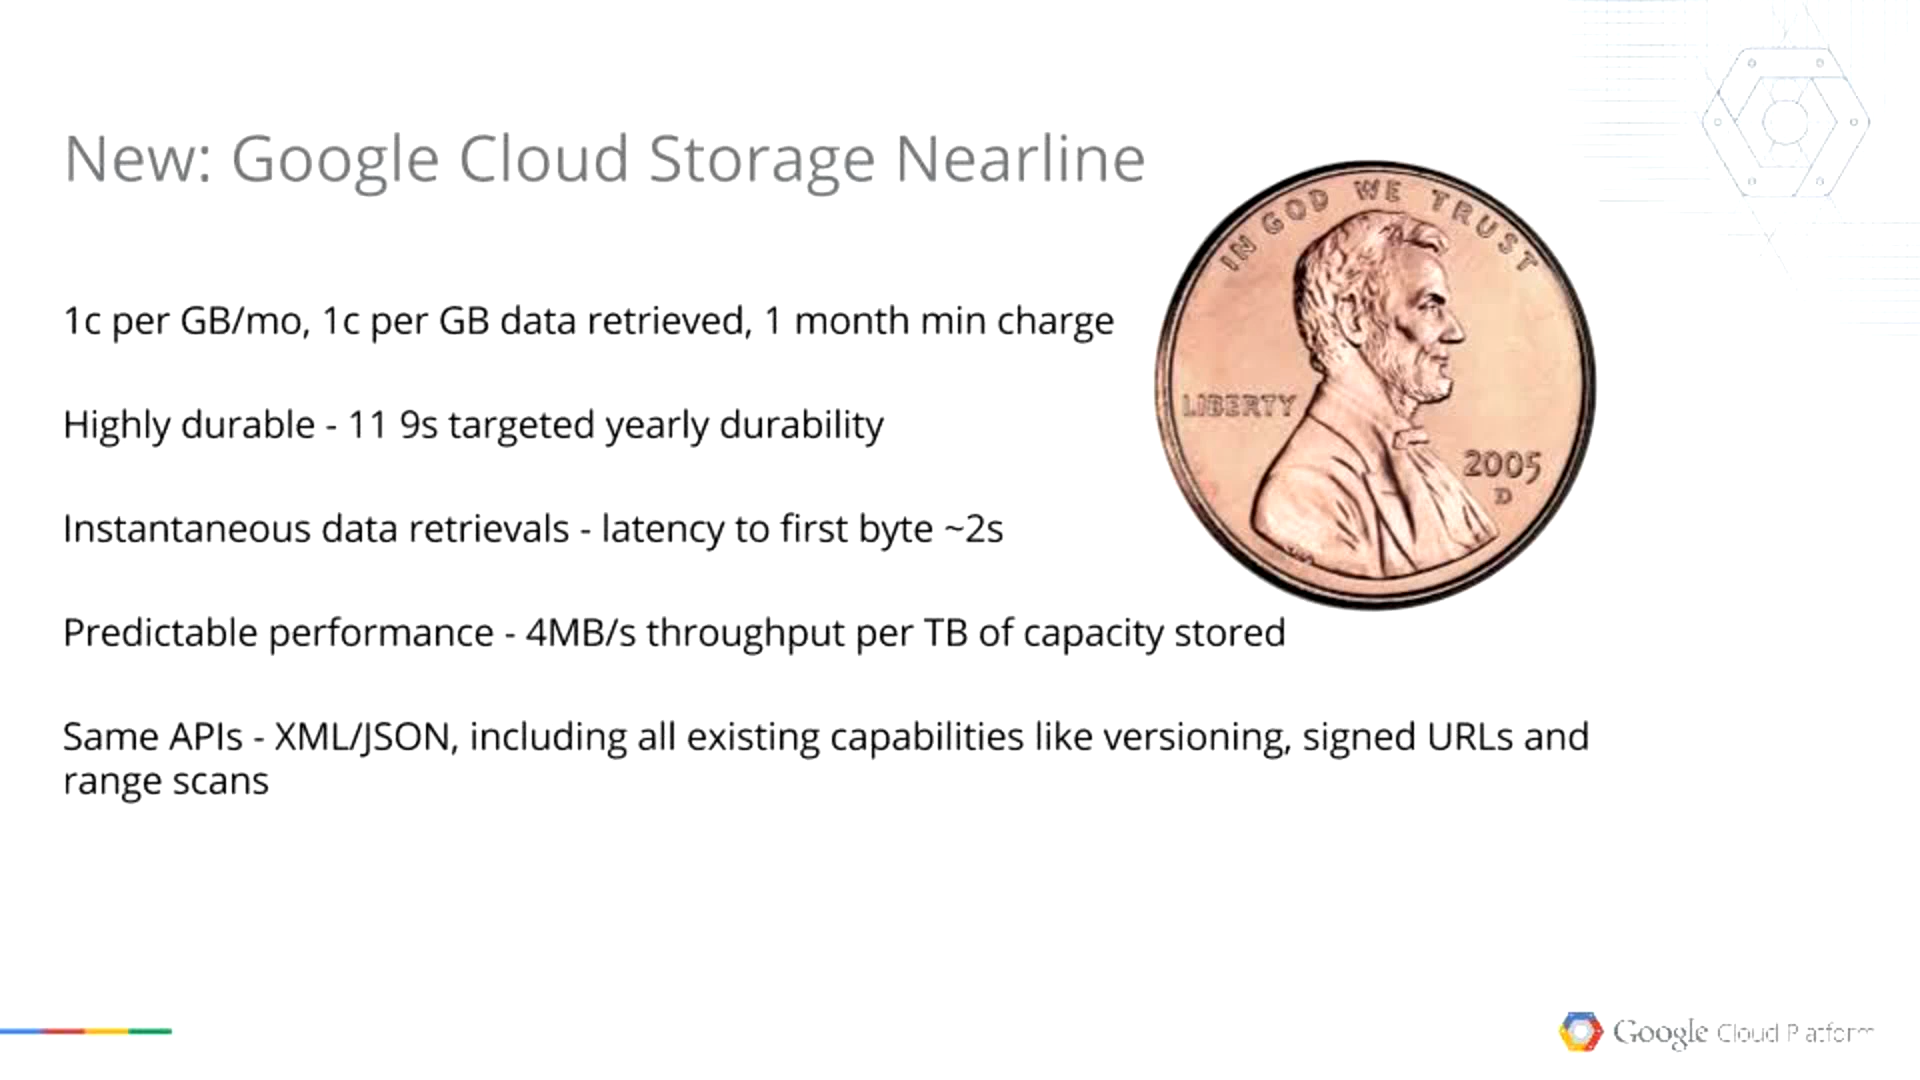 New: Google Cloud Storage Nearline
IN GOD WE TRUST
LIBERTY
2005
D
1c per GB/mo, 1c per GB data retrieved, 1 month min charge
Highly durable - 11 9s targeted yearly durability
Instantaneous data retrievals - latency to first byte ~2s
Predictable performance - 4MB/s throughput per TB of capacity stored
Same APIs - XML/JSON, including all existing capabilities like versioning, signed URLs and
range scans
Google Cloud Platform